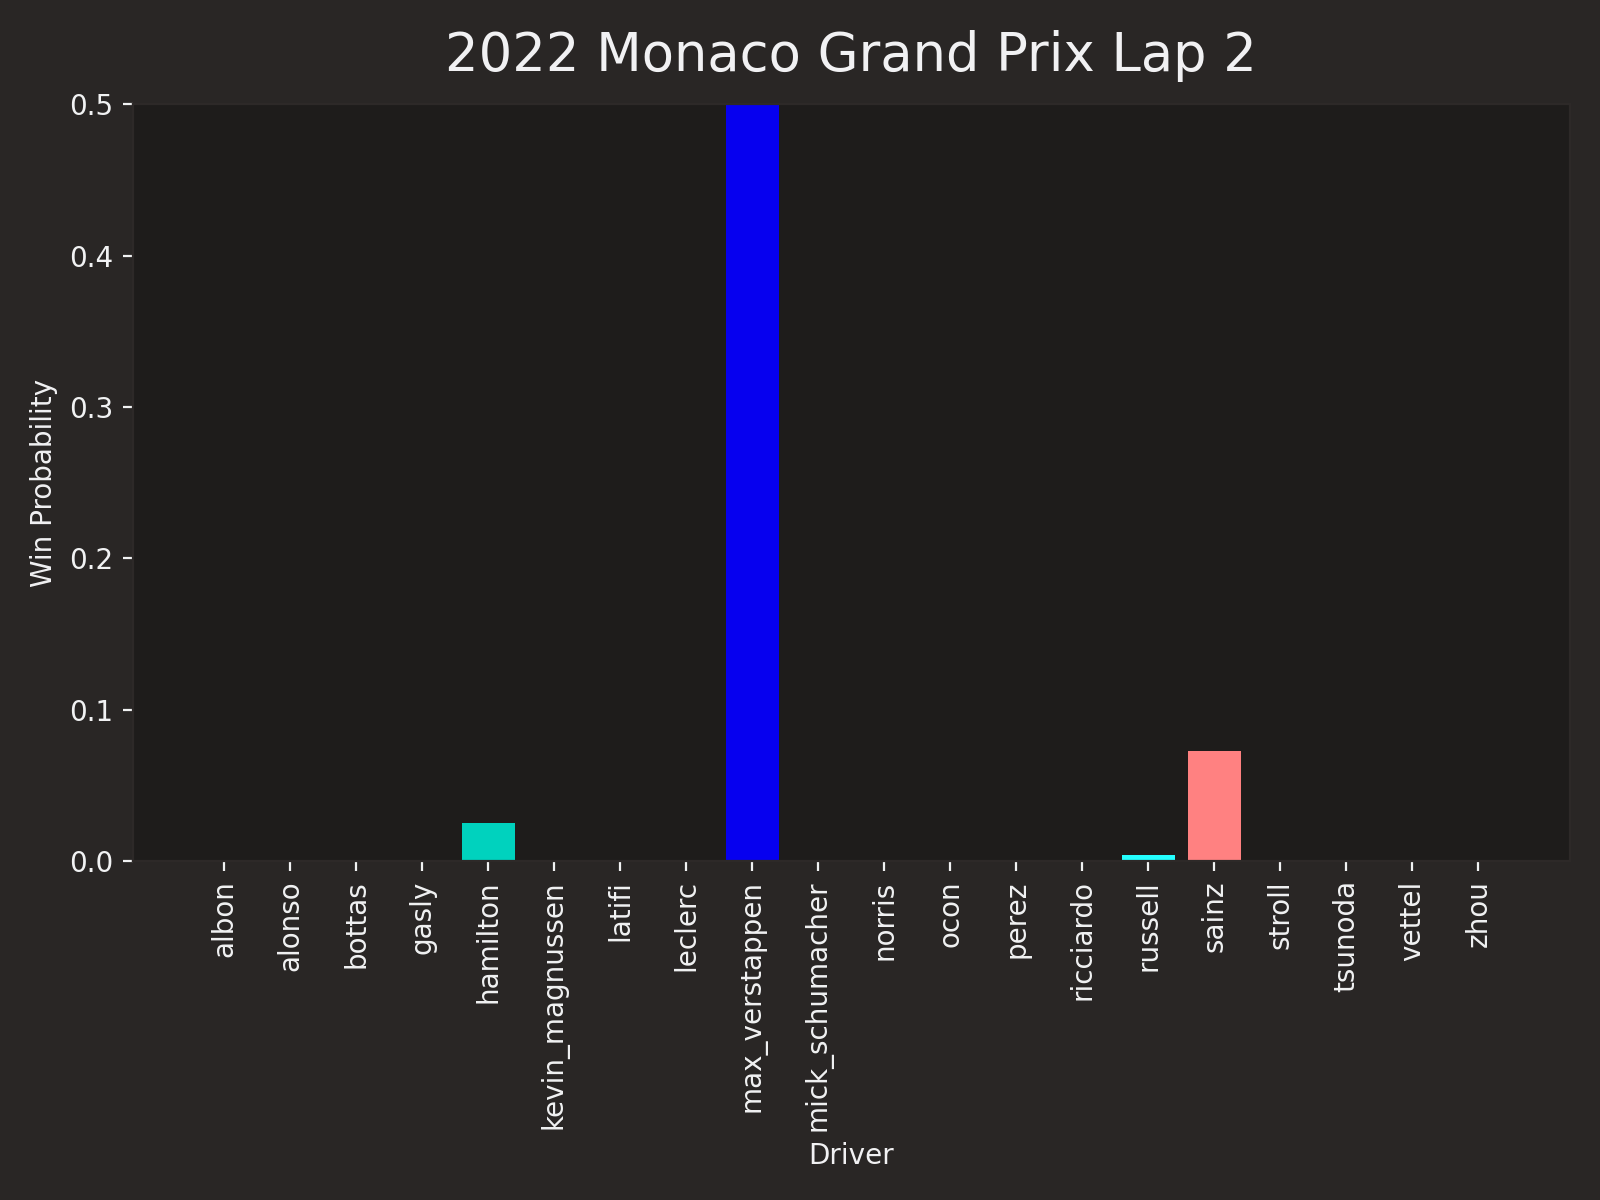 2022 Monaco Grand Prix Lap 2
0.5
0.4
0.3
0.2
0.1
0.0
Win Probability
albon
alonso
bottas
gasly
hamilton
kevin_magnussen
latifi
leclerc
max_verstappen
mick_schumacher
norris
ocon
perez
ricciardo
russell
sainz
stroll
tsunoda
vettel
zhou
Driver